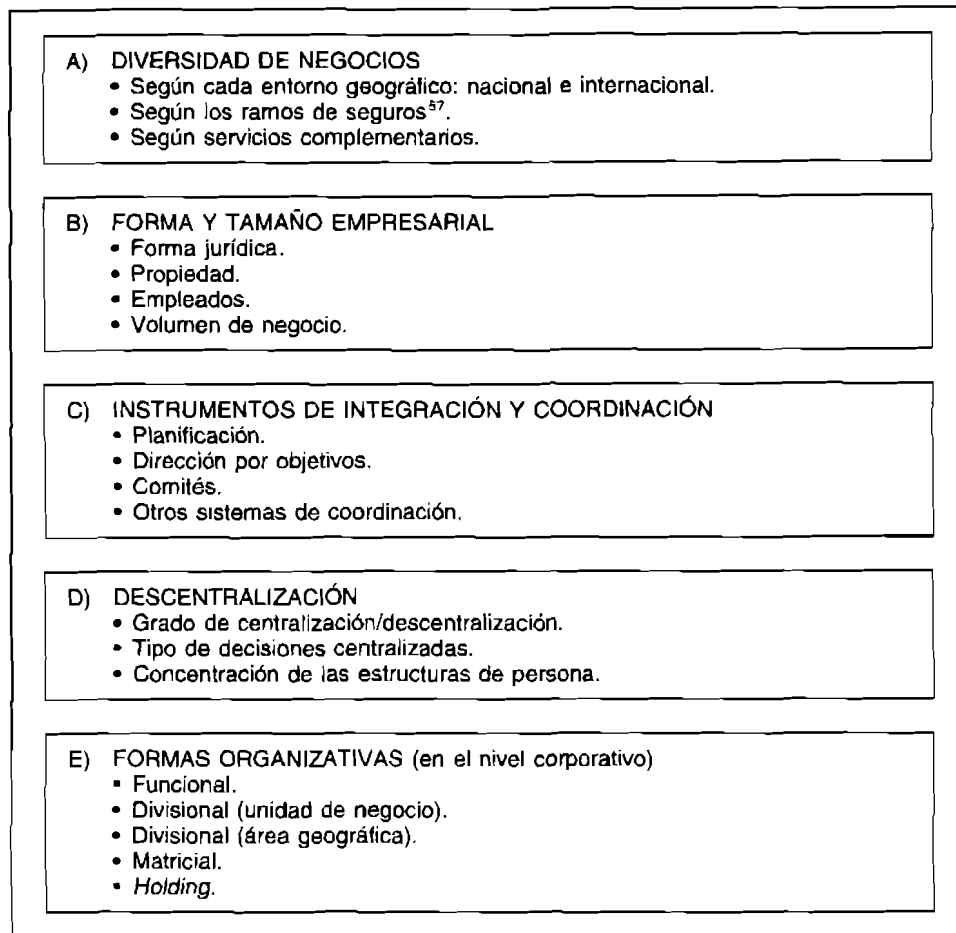 A) DIVERSIDAD DE NEGOCIOS
• Según cada entorno geográfico: nacional e internacional.
• Según los ramos de seguros⁵⁷.
• Según servicios complementarios.
B) FORMA Y TAMAÑO EMPRESARIAL
• Forma jurídica.
• Propiedad.
• Empleados.
• Volumen de negocio.
C) INSTRUMENTOS DE INTEGRACIÓN Y COORDINACIÓN
• Planificación.
• Dirección por objetivos.
• Comités.
• Otros sistemas de coordinación.
D) DESCENTRALIZACIÓN
• Grado de centralización/descentralización.
• Tipo de decisiones centralizadas.
• Concentración de las estructuras de persona.
E) FORMAS ORGANIZATIVAS (en el nivel corporativo)
• Funcional.
• Divisional (unidad de negocio).
• Divisional (área geográfica).
• Matricial.
• Holding.